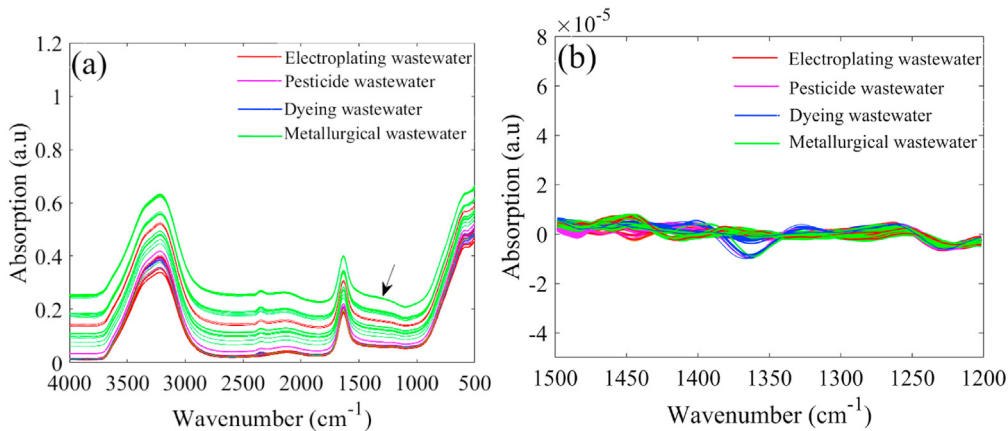 (a)
1.2
1
0.8
0.6
0.4
0.2
0
Absorption (a.u)
Electroplating wastewater
Pesticide wastewater
Dyeing wastewater
Metallurgical wastewater
4000 3500 3000 2500 2000 1500 1000 500
Wavenumber (cm⁻¹)
(b)
×10⁻⁵
8
6
4
2
0
-2
-4
Absorption (a.u)
Electroplating wastewater
Pesticide wastewater
Dyeing wastewater
Metallurgical wastewater
1500 1450 1400 1350 1300 1250 1200
Wavenumber (cm⁻¹)